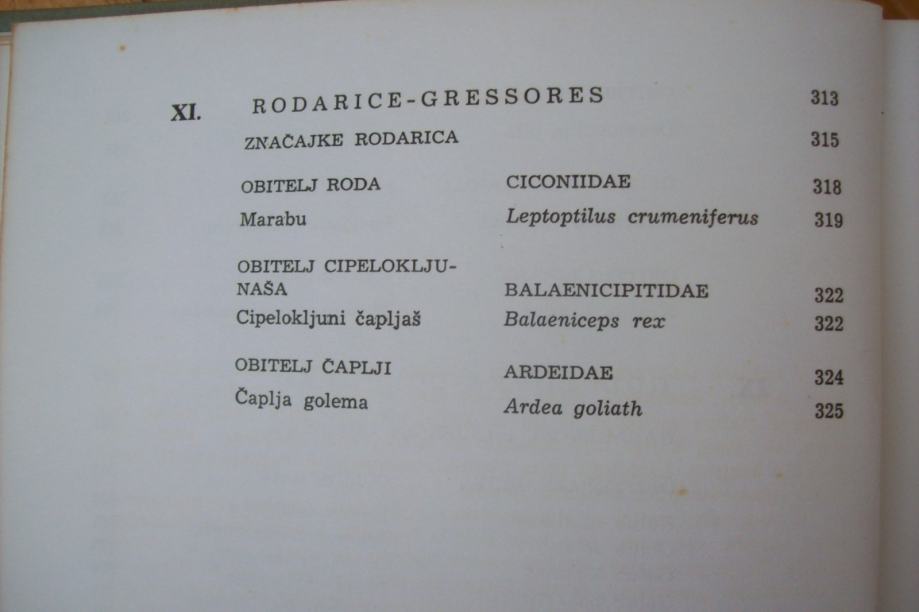 XI. RODARICE-GRESSORES 313
ZNAČAJKE RODARICA 315
OBITELJ RODA CICONIIDAE 318
Marabu Leptoptilus crumeniferus 319
OBITELJ CIPELOKLJU-
NAŠA BALAENICIPITIDAE 322
Cipelokljuni čapljaš Balaeniceps rex 322
OBITELJ ČAPLJI ARDEIDAE 324
Čaplja golema Ardea goliath 325